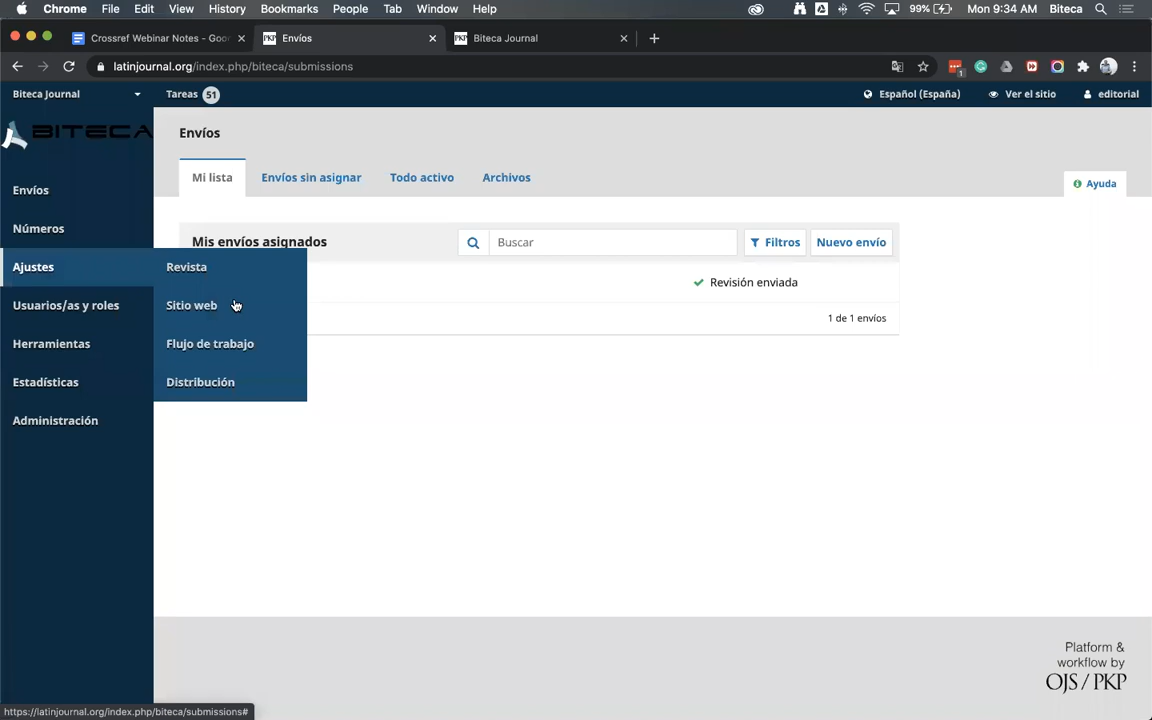 Chrome File Edit View History Bookmarks People Tab Window Help 99% Mon 9:34 AM Biteca
Crossref Webinar Notes - Goo
PKP Envíos
PKP Biteca Journal
latinjournal.org/index.php/biteca/submissions
1
Biteca Journal Tareas 51 Español (España) Ver el sitio editorial
BITECA
Envíos
Mi lista Envíos sin asignar Todo activo Archivos
Ayuda
Envíos
Números
Ajustes
Usuarios/as y roles
Herramientas
Estadísticas
Administración
Revista
Sitio web
Flujo de trabajo
Distribución
Mis envíos asignados
Buscar
Filtros
Nuevo envío
Revisión enviada
1 de 1 envíos
Platform &
workflow by
OJS / PKP
https://latinjournal.org/index.php/biteca/submissions#